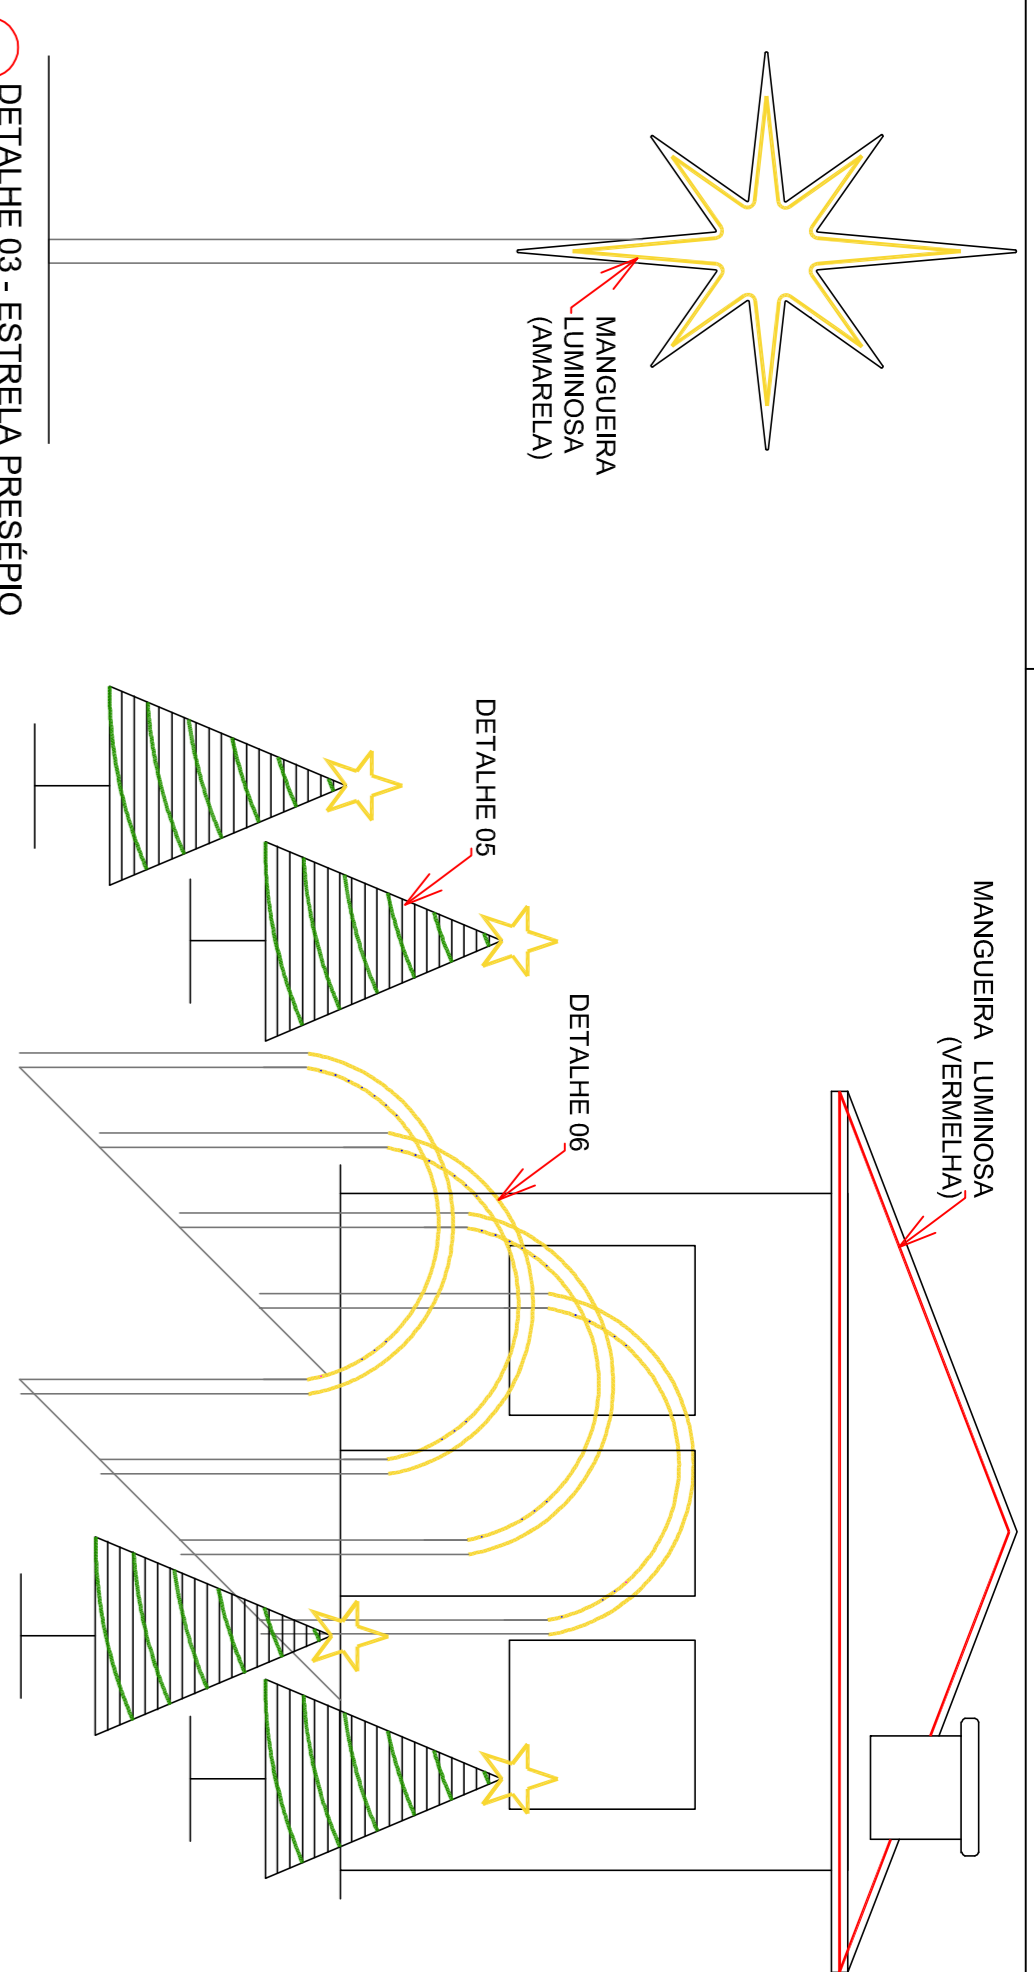 MANGUEIRA
LUMINOSA
(AMARELA)
DETALHE 03 - ESTRELA PRESÉPIO
DETALHE 05
DETALHE 06
MANGUEIRA LUMINOSA
(VERMELHA)